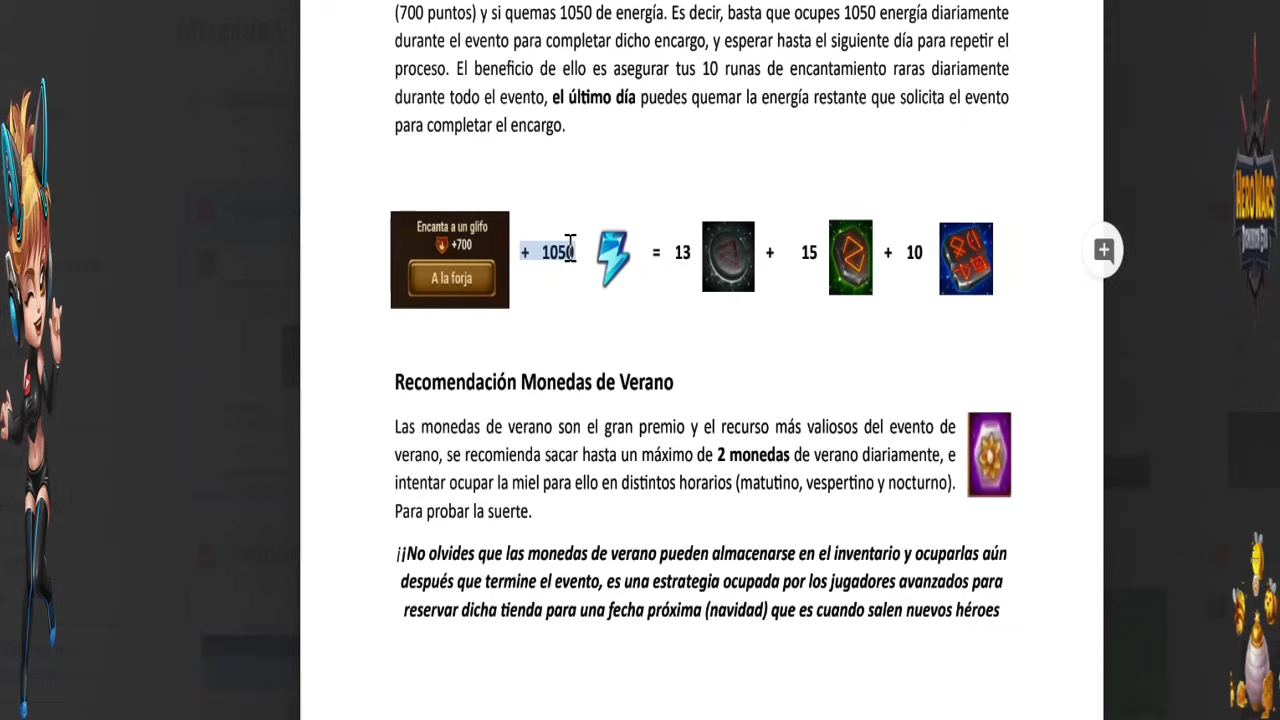 (700 puntos) y si quemas 1050 de energía. Es decir, basta que ocupes 1050 energía diariamente
durante el evento para completar dicho encargo, y esperar hasta el siguiente día para repetir el
proceso. El beneficio de ello es asegurar tus 10 runas de encantamiento raras diariamente
durante todo el evento, el último día puedes quemar la energía restante que solicita el evento
para completar el encargo.
Encanta a un glifo
+700
A la forja
+ 1050 = 13 + 15 + 10
Recomendación Monedas de Verano
Las monedas de verano son el gran premio y el recurso más valiosos del evento de
verano, se recomienda sacar hasta un máximo de 2 monedas de verano diariamente, e
intentar ocupar la miel para ello en distintos horarios (matutino, vespertino y nocturno).
Para probar la suerte.
¡¡No olvides que las monedas de verano pueden almacenarse en el inventario y ocuparlas aún
después que termine el evento, es una estrategia ocupada por los jugadores avanzados para
reservar dicha tienda para una fecha próxima (navidad) que es cuando salen nuevos héroes
HERO WARS
DOMINION ERA